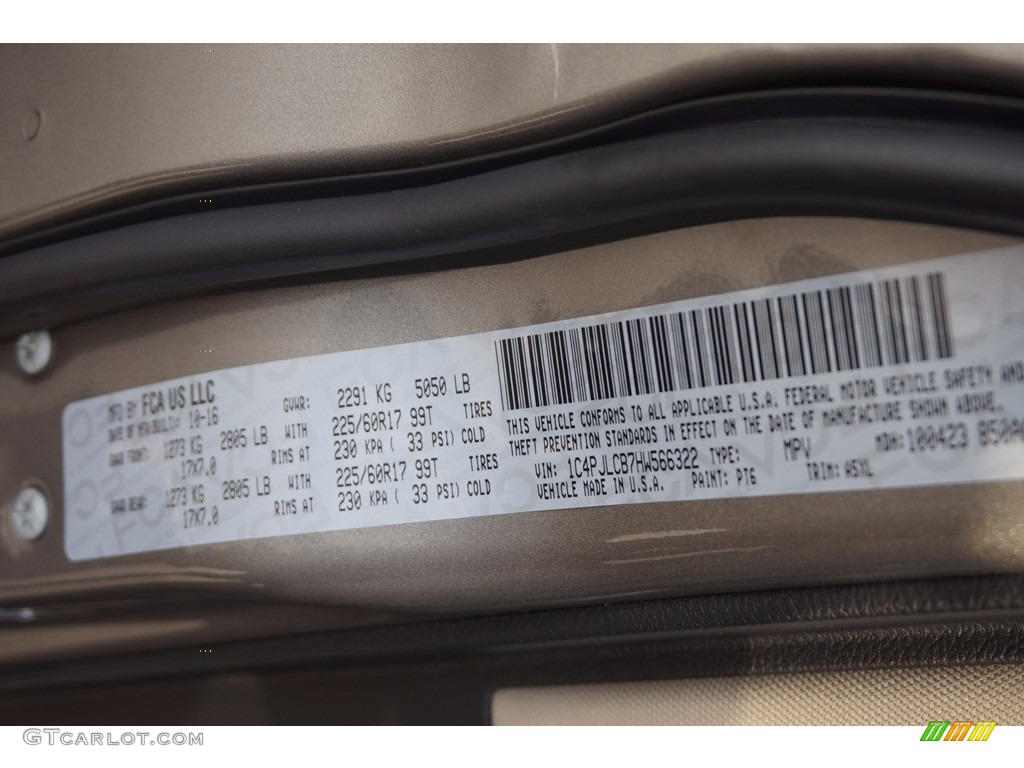 MFD BY FCA US LLC
DATE OF MFR/BUILT: 10-16 GVWR: 2291 KG 5050 LB
GAWR FRONT: 1273 KG 2805 LB WITH 225/60R17 99T TIRES
17X7.0 RIMS AT 230 KPA ( 33 PSI) COLD
GAWR REAR: 1273 KG 2805 LB WITH 225/60R17 99T TIRES
17X7.0 RIMS AT 230 KPA ( 33 PSI) COLD
THIS VEHICLE CONFORMS TO ALL APPLICABLE U.S.A. FEDERAL MOTOR VEHICLE SAFETY AND
THEFT PREVENTION STANDARDS IN EFFECT ON THE DATE OF MANUFACTURE SHOWN ABOVE.
VIN: 1C4PJLCB7HW566322 TYPE: MPV MDH:100423 850A
VEHICLE MADE IN U.S.A. PAINT: PT6 TRIM: A5XL
GTCarlot.com